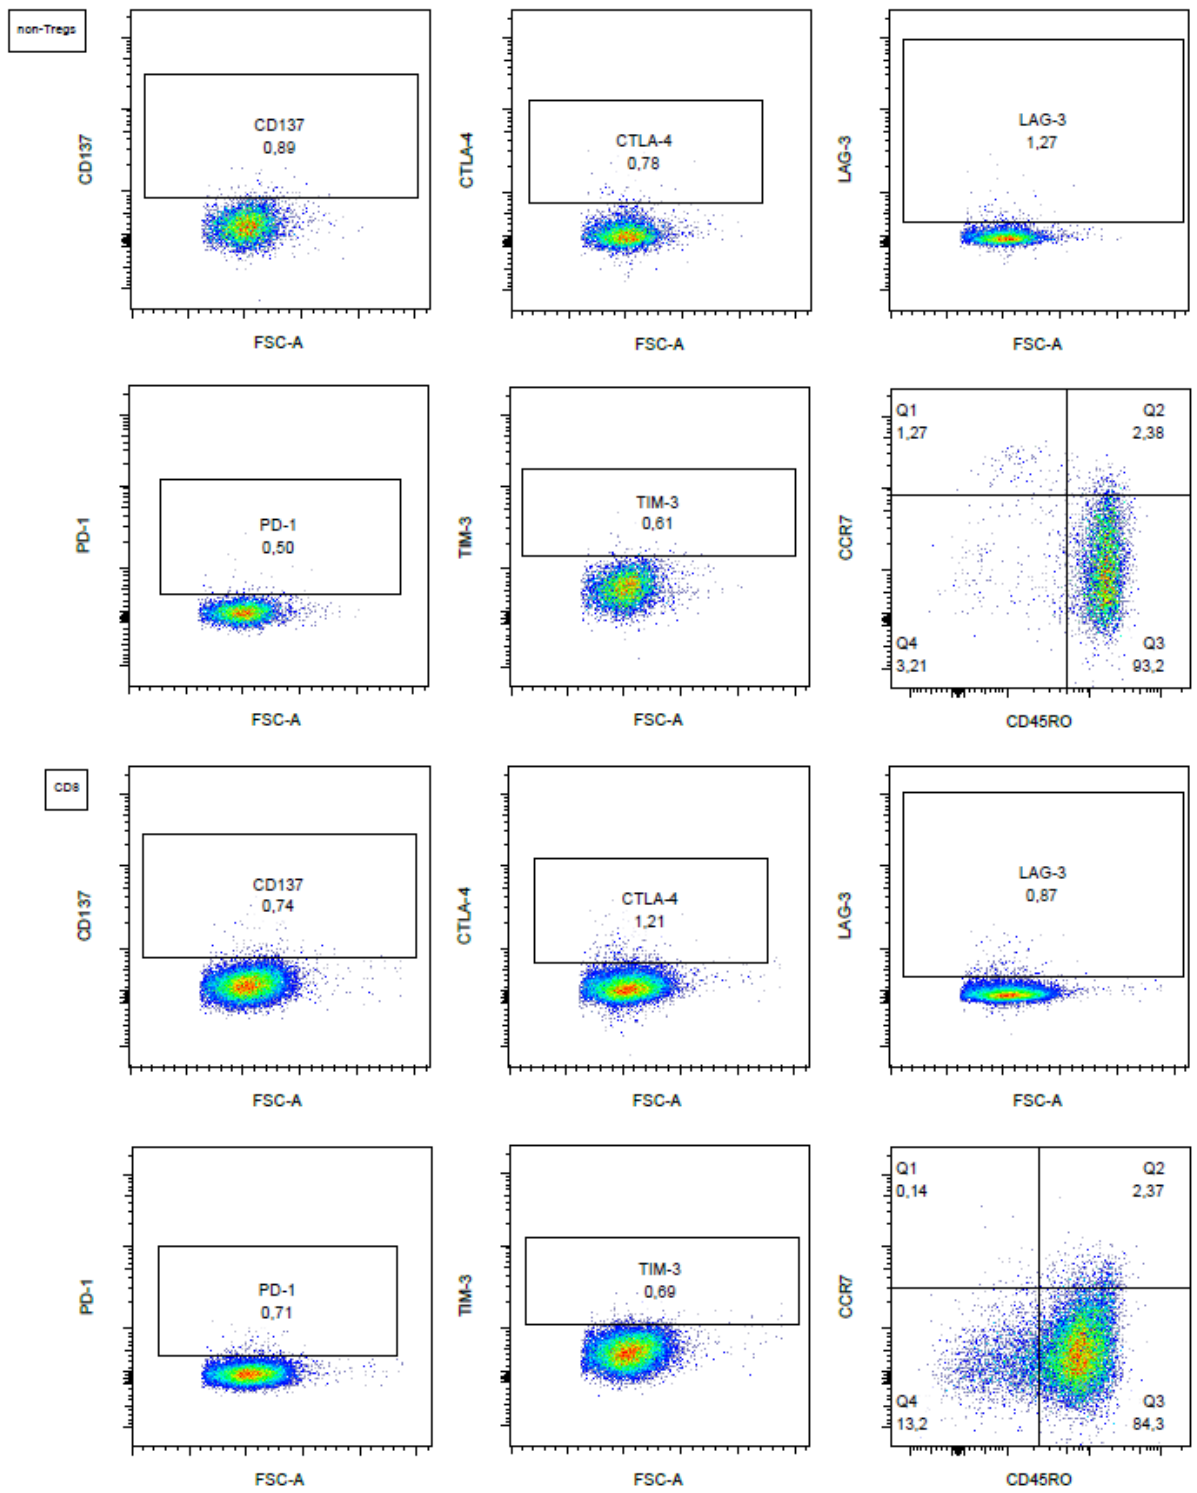 non-Tregs
CD137
CD137
0,89
FSC-A
CTLA-4
CTLA-4
0,78
FSC-A
LAG-3
LAG-3
1,27
FSC-A
PD-1
PD-1
0,50
FSC-A
TIM-3
TIM-3
0,61
FSC-A
CCR7
Q1
1,27
Q2
2,38
Q4
3,21
Q3
93,2
CD45RO
CD8
CD137
CD137
0,74
FSC-A
CTLA-4
CTLA-4
1,21
FSC-A
LAG-3
LAG-3
0,87
FSC-A
PD-1
PD-1
0,71
FSC-A
TIM-3
TIM-3
0,69
FSC-A
CCR7
Q1
0,14
Q2
2,37
Q4
13,2
Q3
84,3
CD45RO